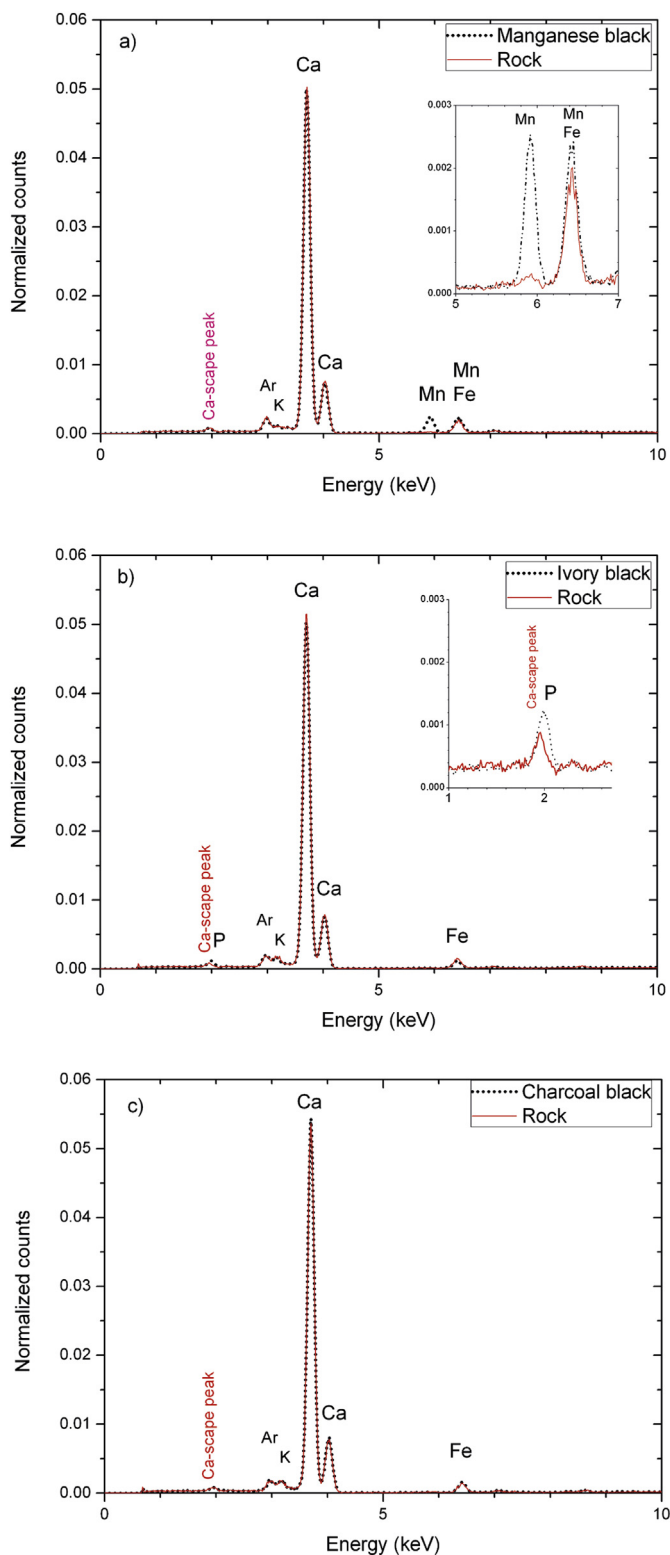 a)
Manganese black
Rock
Ca
0.06
0.05
0.04
0.03
0.02
0.01
0.00
Normalized counts
0.003
0.002
0.001
0.000
Mn
Mn
Fe
5 6 7
Ca-scape peak
Ar
K
Ca
Mn
Mn
Fe
0 5 10
Energy (keV)
b)
Ivory black
Rock
Ca
0.06
0.05
0.04
0.03
0.02
0.01
0.00
Normalized counts
0.003
0.002
0.001
0.000
Ca-scape peak
P
1 2
Ca-scape peak
P
Ar
K
Ca
Fe
0 5 10
Energy (keV)
c)
Charcoal black
Rock
Ca
0.06
0.05
0.04
0.03
0.02
0.01
0.00
Normalized counts
Ca-scape peak
Ar
K
Ca
Fe
0 5 10
Energy (keV)